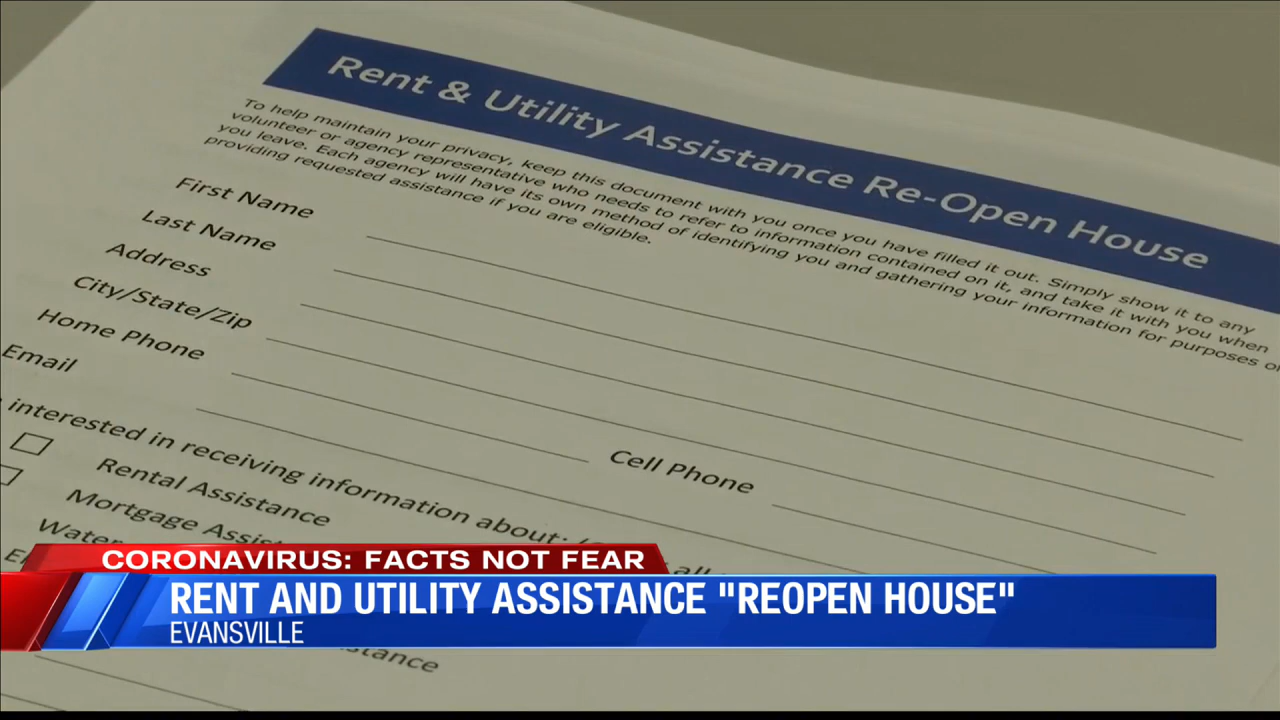 Rent & Utility Assistance Re-Open House
To help maintain your privacy, keep this document with you once you have filled it out. Simply show it to any
volunteer or agency representative who needs to refer to information contained on it, and take it with you when
you leave. Each agency will have its own method of identifying you and gathering your information for purposes
providing requested assistance if you are eligible.
First Name
Last Name
Address
City/State/Zip
Home Phone
Cell Phone
Email
interested in receiving information about:
Rental Assistance
Mortgage
Water
CORONAVIRUS: FACTS NOT FEAR
RENT AND UTILITY ASSISTANCE "REOPEN HOUSE"
EVANSVILLE